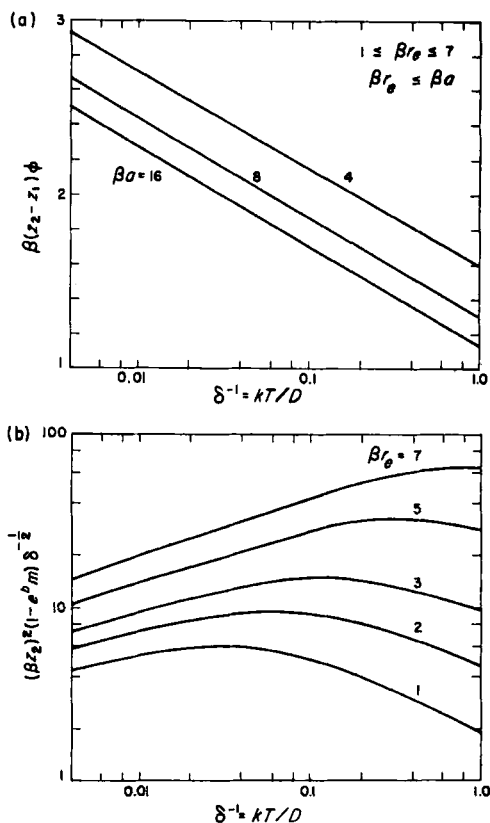 (a)
3
1 ≤ βr_e ≤ 7
βr_e ≤ βa
4
8
βa = 16
β(z₂-z₁)φ
2
1
0.01 0.1 1.0
δ⁻¹ = kT/D
(b)
100
βr_e = 7
5
3
2
1
(βz₂)²(1-eᵇm)δ^-½
10
1
0.01 0.1 1.0
δ⁻¹ = kT/D